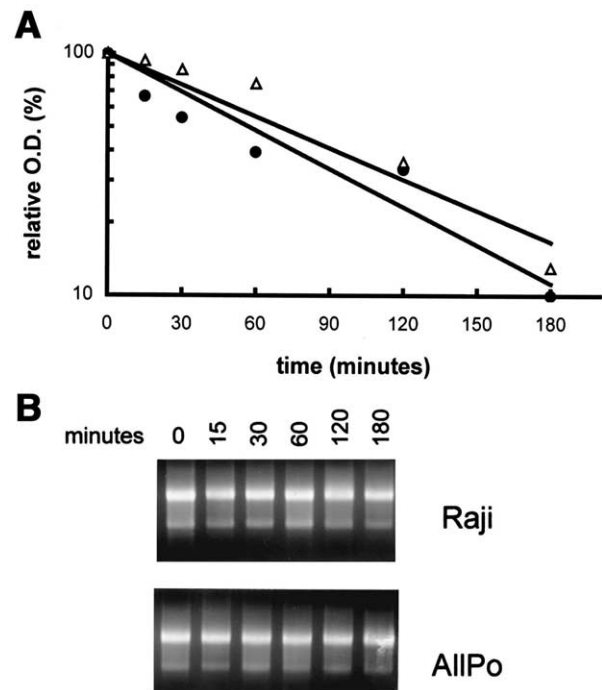 A
100
relative O.D. (%)
10
0 30 60 90 120 150 180
time (minutes)
B
minutes 0 15 30 60 120 180
Raji
AllPo